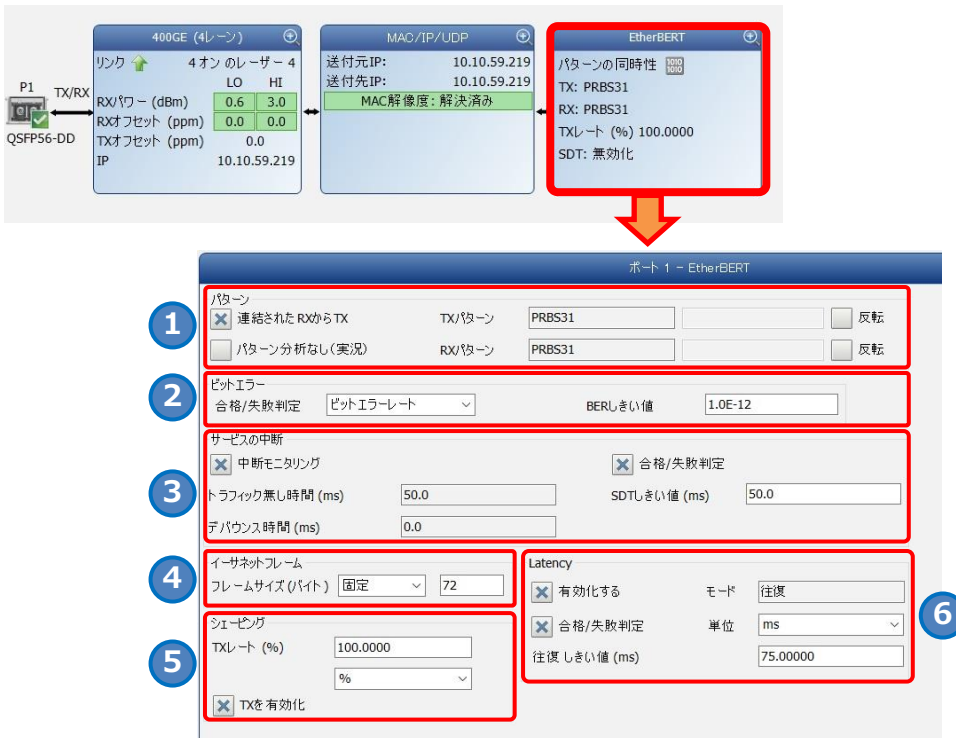 400GE (4レーン)
リンク 4オン のレーザー 4
LO HI
RXパワー (dBm) 0.6 3.0
RXオフセット (ppm) 0.0 0.0
TXオフセット (ppm) 0.0
IP 10.10.59.219
P1
TX/RX
QSFP56-DD
MAC/IP/UDP
送付元IP: 10.10.59.219
送付先IP: 10.10.59.219
MAC解像度: 解決済み
EtherBERT
パターンの同時性
TX: PRBS31
RX: PRBS31
TXレート (%) 100.0000
SDT: 無効化
ポート 1 - EtherBERT
1
パターン
連結されたRXからTX TXパターン PRBS31 反転
パターン分析なし(実況) RXパターン PRBS31 反転
2
ビットエラー
合格/失敗判定 ビットエラーレート BERしきい値 1.0E-12
3
サービスの中断
中断モニタリング 合格/失敗判定
トラフィック無し時間 (ms) 50.0 SDTしきい値 (ms) 50.0
デバウンス時間 (ms) 0.0
4
イーサネットフレーム
フレームサイズ(バイト) 固定 72
5
シェーピング
TXレート (%) 100.0000
%
TXを有効化
6
Latency
有効化する モード 往復
合格/失敗判定 単位 ms
往復 しきい値 (ms) 75.00000